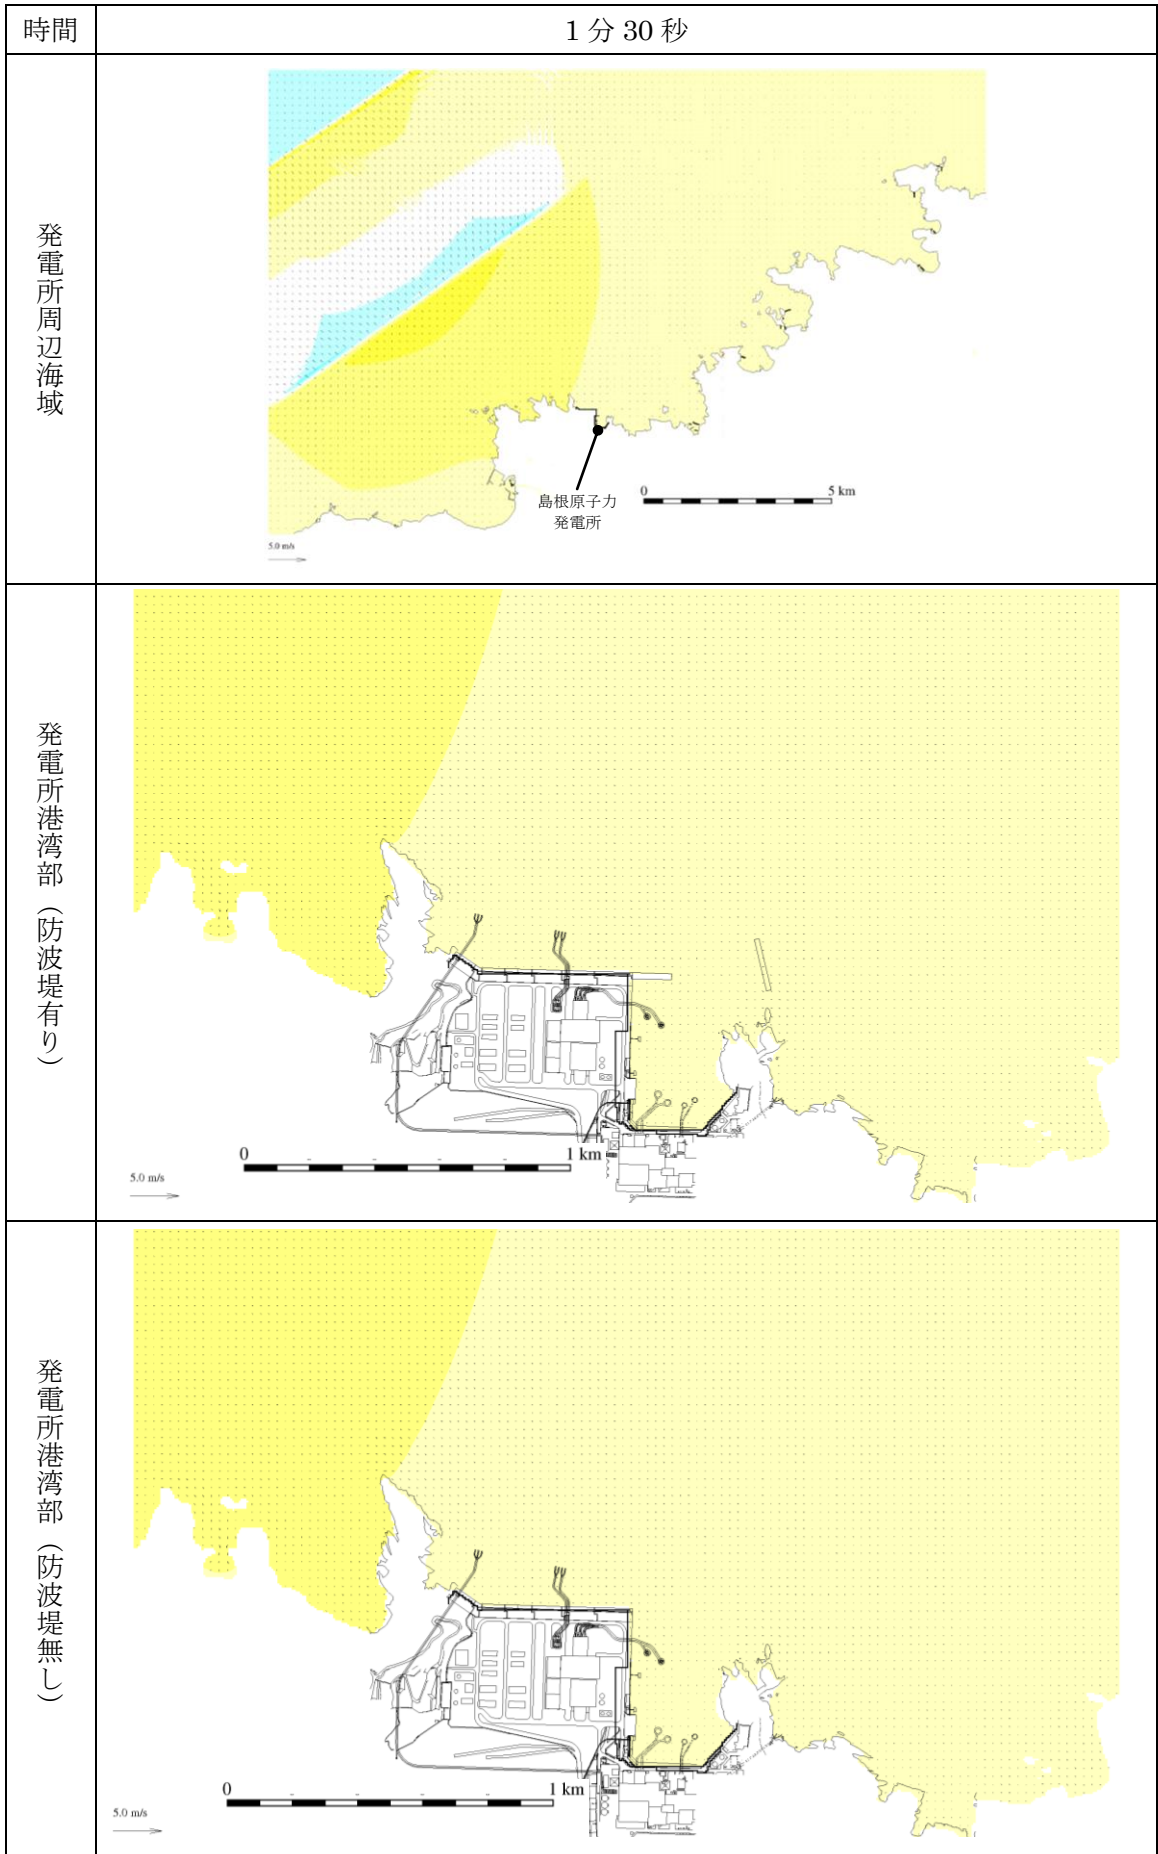 時間
1分30秒
発電所周辺海域
島根原子力
発電所
0 5 km
5.0 m/s
発電所港湾部（防波堤有り）
0 1 km
5.0 m/s
発電所港湾部（防波堤無し）
0 1 km
5.0 m/s